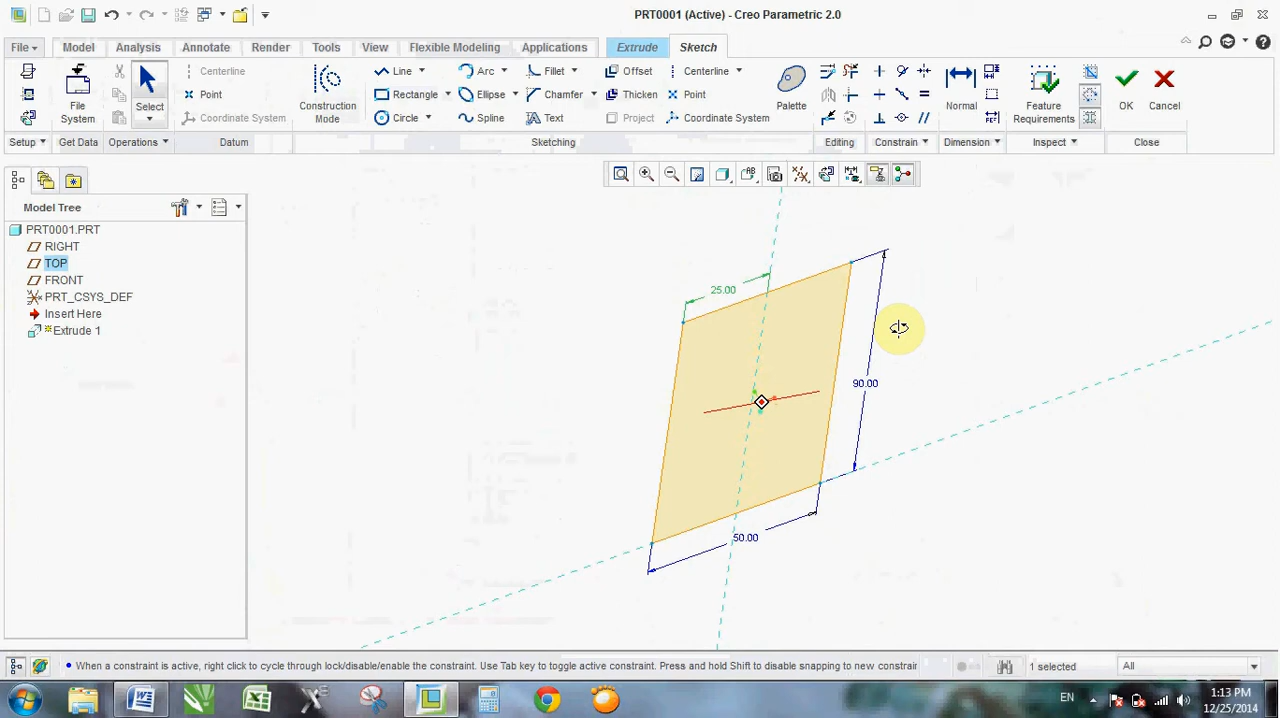 PRT0001 (Active) - Creo Parametric 2.0
File Model Analysis Annotate Render Tools View Flexible Modeling Applications Extrude Sketch
Centerline Line Arc Fillet Offset Centerline
Select Point Rectangle Ellipse Chamfer Thicken Point
File System Coordinate System Construction Mode Circle Spline Text Project Coordinate System Palette Normal Feature Requirements OK Cancel
Setup Get Data Operations Datum Sketching Editing Constrain Dimension Inspect Close
Model Tree
PRT0001.PRT
RIGHT
TOP
FRONT
PRT_CSYS_DEF
Insert Here
Extrude 1
25.00
90.00
50.00
When a constraint is active, right click to cycle through lock/disable/enable the constraint. Use Tab key to toggle active constraint. Press and hold Shift to disable snapping to new constrain
1 selected
All
EN
1:13 PM
12/25/2014